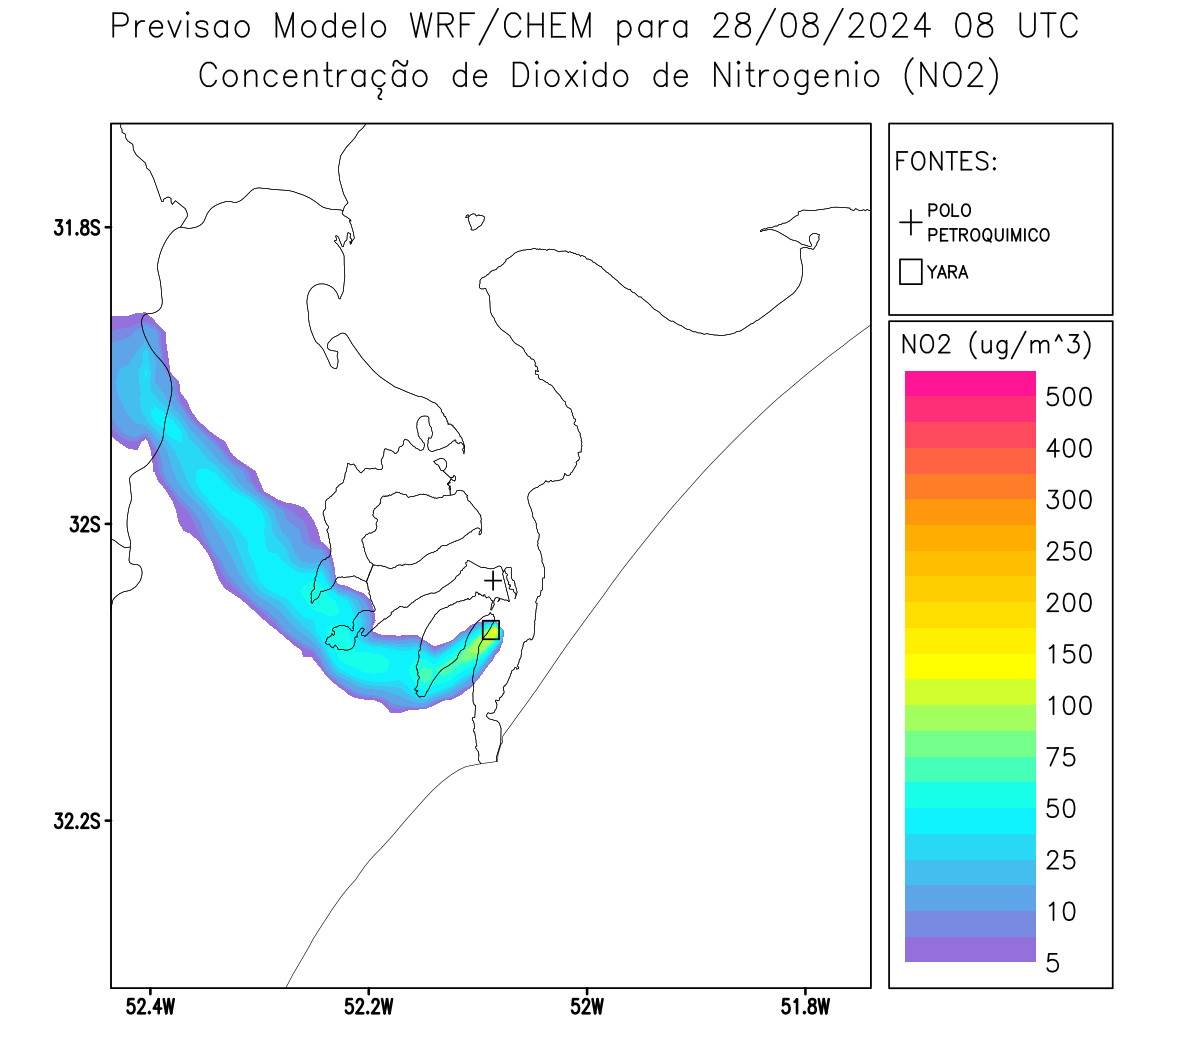 Previsao Modelo WRF/CHEM para 28/08/2024 08 UTC
Concentração de Dioxido de Nitrogenio (NO2)
FONTES:
POLO
PETROQUIMICO
YARA
31.8S
32S
32.2S
52.4W
52.2W
52W
51.8W
NO2 (ug/m^3)
500
400
300
250
200
150
100
75
50
25
10
5